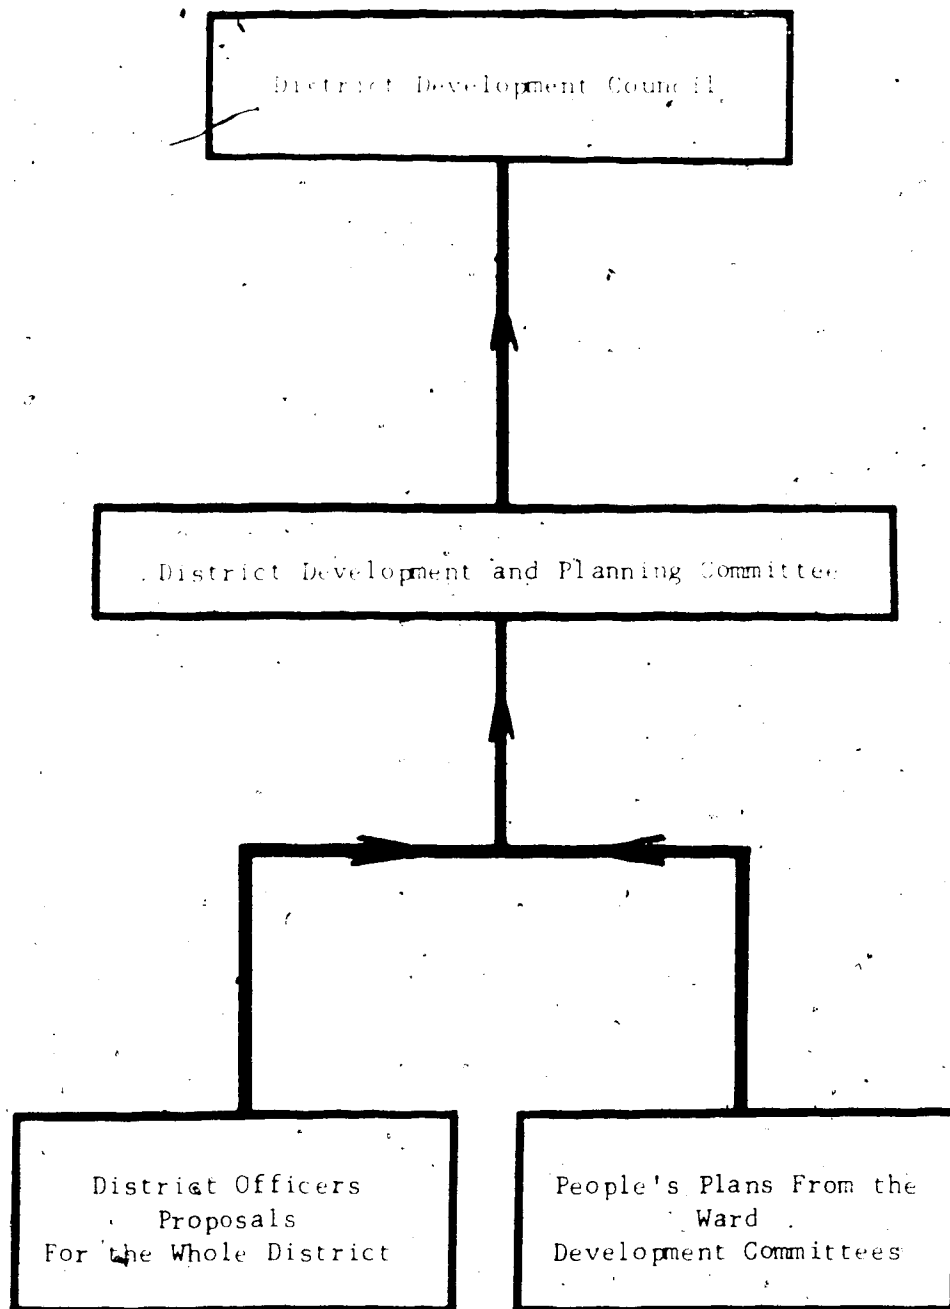 District Development Council
District Development and Planning Committee
District Officers
Proposals
For the Whole District
People's Plans From the
Ward
Development Committees